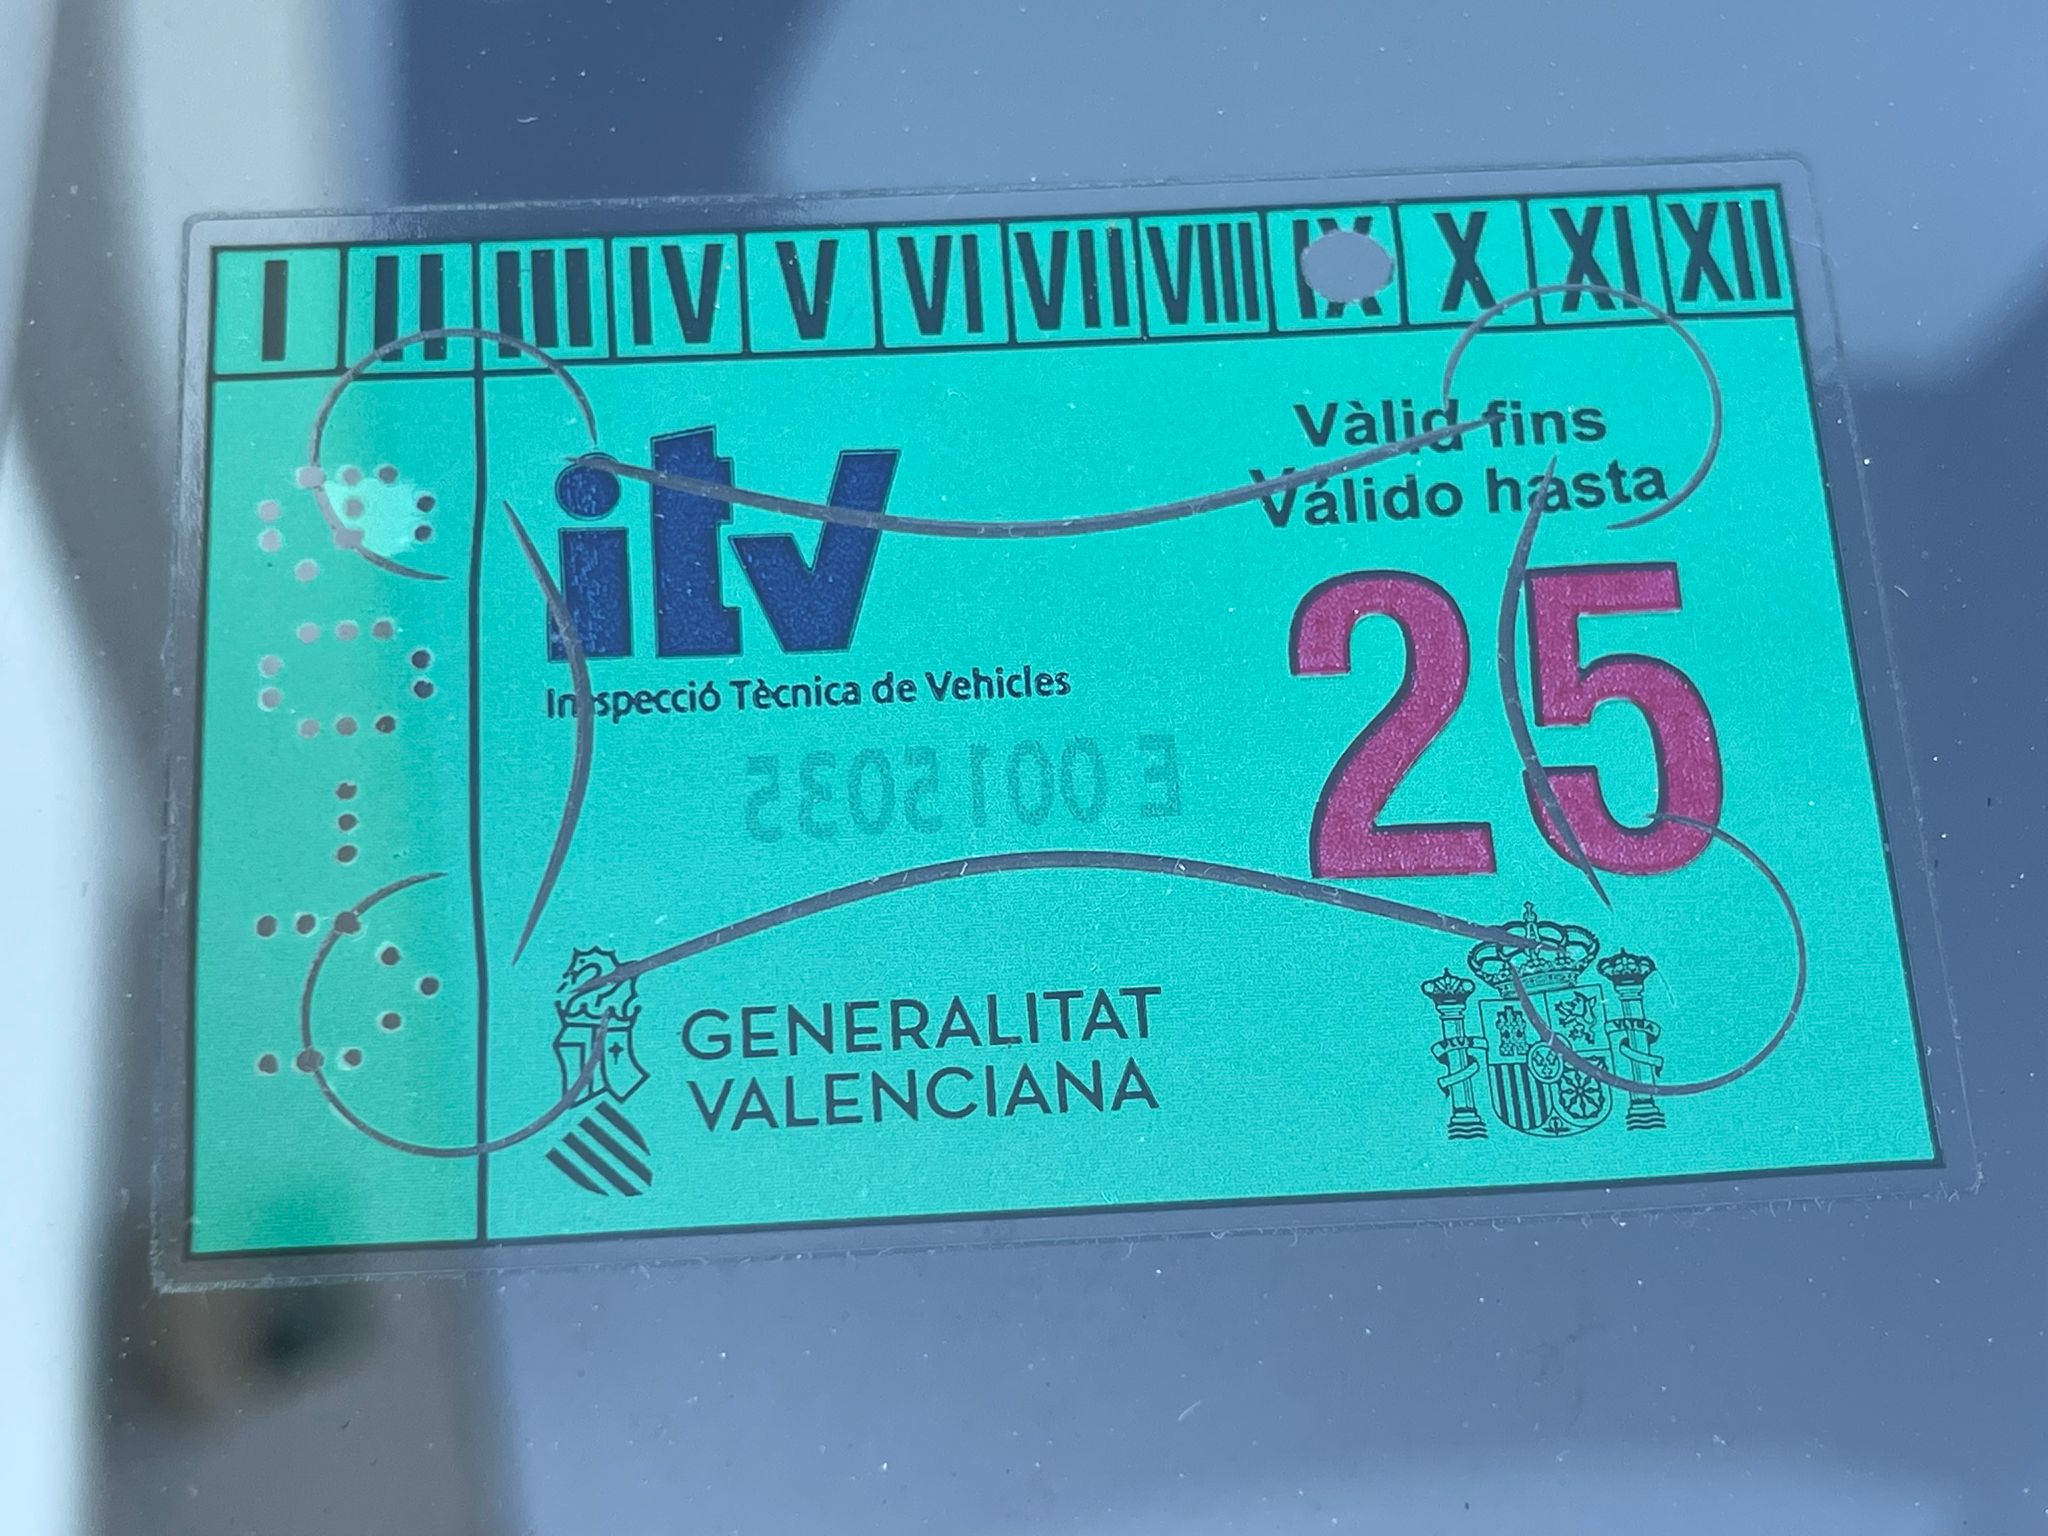 I II III IV V VI VII VIII IX X XI XII
itv
Inspecció Tècnica de Vehicles
Vàlid fins
Válido hasta
25
E 0015035
GENERALITAT
VALENCIANA